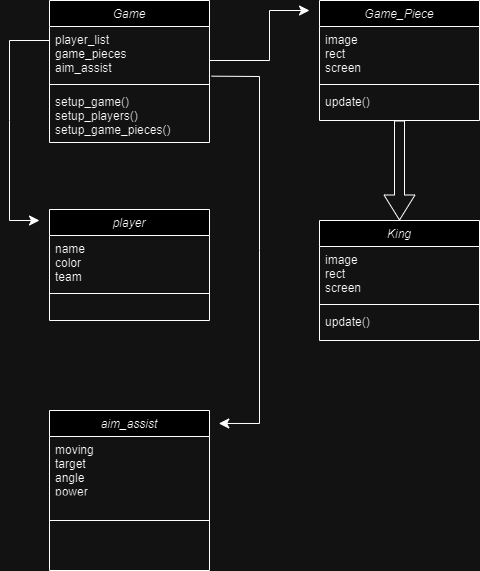 Game
player_list
game_pieces
aim_assist
setup_game()
setup_players()
setup_game_pieces()
Game_Piece
image
rect
screen
update()
player
name
color
team
King
image
rect
screen
update()
aim_assist
moving
target
angle
power